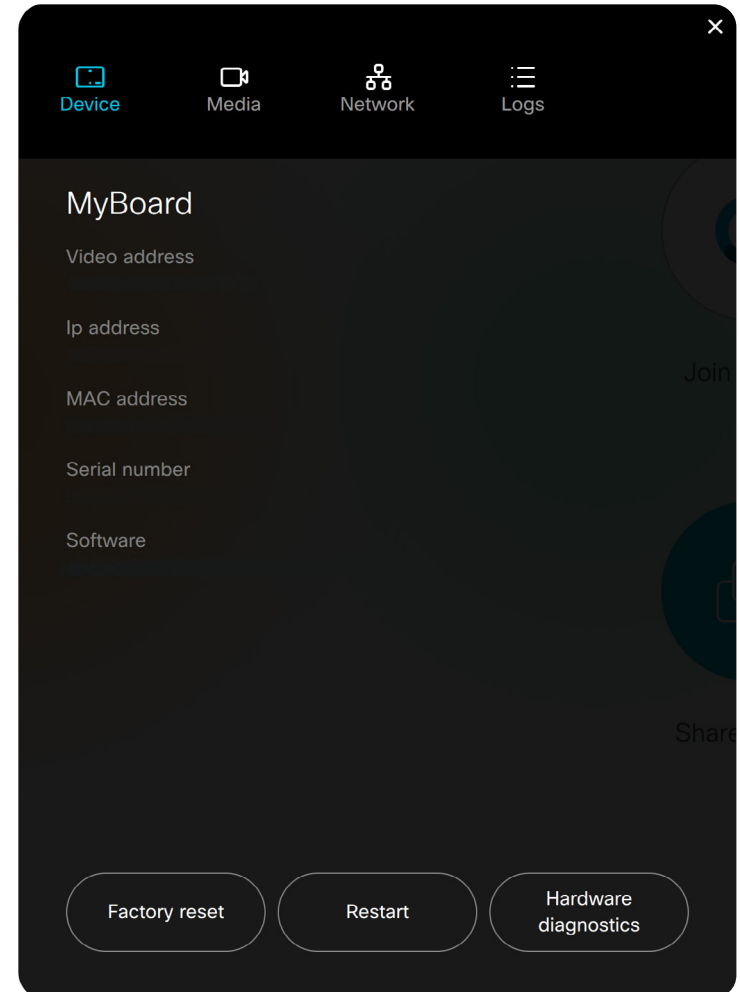 Device
Media
Network
Logs
MyBoard
Video address
Ip address
MAC address
Join
Serial number
Software
Share
Factory reset
Restart
Hardware
diagnostics